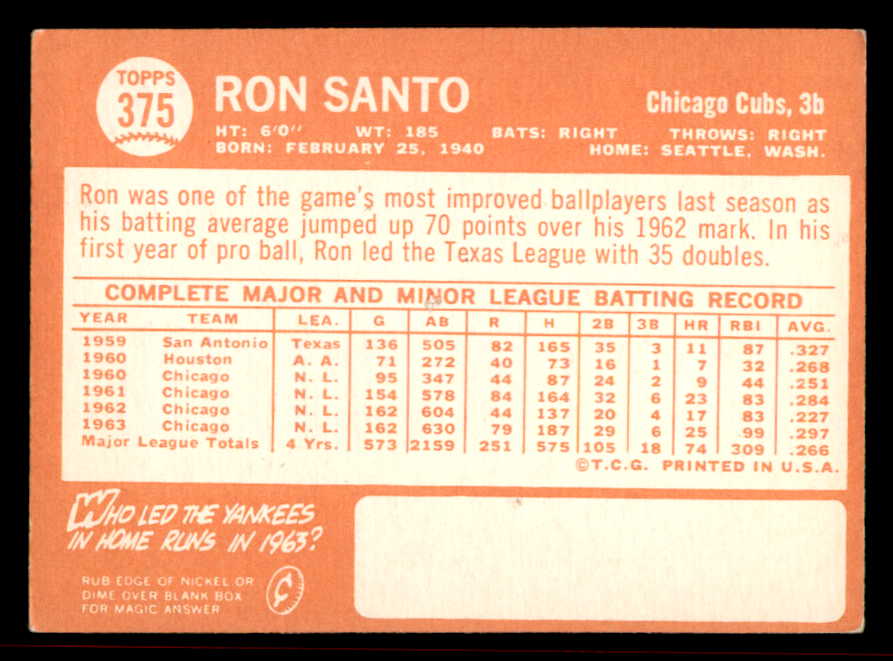 TOPPS
375
RON SANTO
Chicago Cubs, 3b
HT: 6'0" WT: 185 BATS: RIGHT THROWS: RIGHT
BORN: FEBRUARY 25, 1940 HOME: SEATTLE, WASH.
Ron was one of the game's most improved ballplayers last season as
his batting average jumped up 70 points over his 1962 mark. In his
first year of pro ball, Ron led the Texas League with 35 doubles.
COMPLETE MAJOR AND MINOR LEAGUE BATTING RECORD
YEAR TEAM LEA. G AB R H 2B 3B HR RBI AVG.
1959 San Antonio Texas 136 505 82 165 35 3 11 87 .327
1960 Houston A. A. 71 272 40 73 16 1 7 32 .268
1960 Chicago N. L. 95 347 44 87 24 2 9 44 .251
1961 Chicago N. L. 154 578 84 164 32 6 23 83 .284
1962 Chicago N. L. 162 604 44 137 20 4 17 83 .227
1963 Chicago N. L. 162 630 79 187 29 6 25 99 .297
Major League Totals 4 Yrs. 573 2159 251 575 105 18 74 309 .266
©T.C.G. PRINTED IN U.S.A.
WHO LED THE YANKEES
IN HOME RUNS IN 1963?
RUB EDGE OF NICKEL OR
DIME OVER BLANK BOX
FOR MAGIC ANSWER
¢